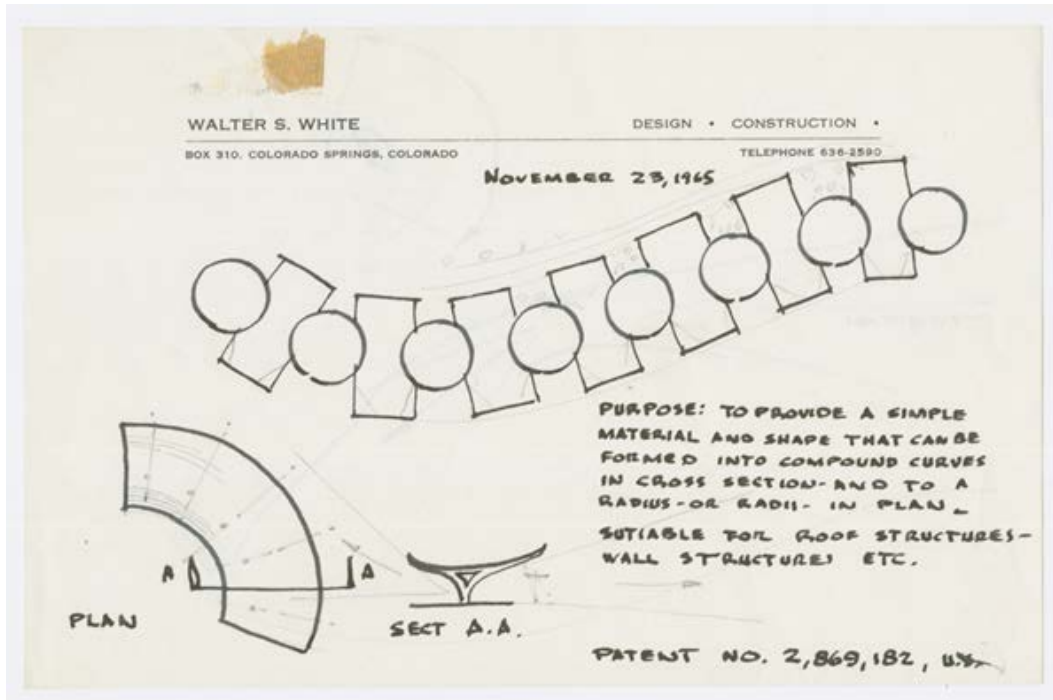 WALTER S. WHITE
DESIGN • CONSTRUCTION •
BOX 310, COLORADO SPRINGS, COLORADO
TELEPHONE 636-2590
NOVEMBER 23, 1965
PURPOSE: TO PROVIDE A SIMPLE
MATERIAL AND SHAPE THAT CAN BE
FORMED INTO COMPOUND CURVES
IN CROSS SECTION - AND TO A
RADIUS - OR RADII - IN PLAN -
SUTIABLE FOR ROOF STRUCTURES -
WALL STRUCTURES ETC.
A A
PLAN
SECT A.A.
PATENT NO. 2,869,182, U.S.